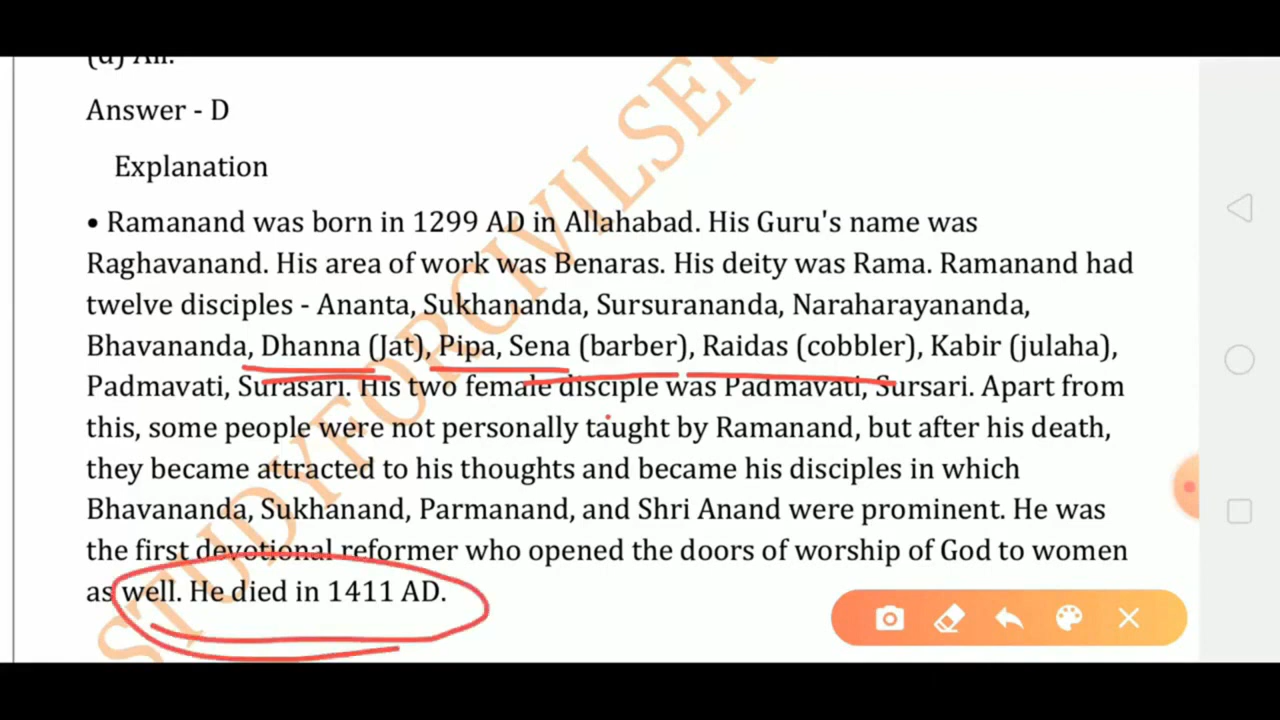 (d) All.
Answer - D
Explanation
• Ramanand was born in 1299 AD in Allahabad. His Guru's name was
Raghavanand. His area of work was Benaras. His deity was Rama. Ramanand had
twelve disciples - Ananta, Sukhananda, Sursurananda, Naraharayananda,
Bhavananda, Dhanna (Jat), Pipa, Sena (barber), Raidas (cobbler), Kabir (julaha),
Padmavati, Surasari. His two female disciple was Padmavati, Sursari. Apart from
this, some people were not personally taught by Ramanand, but after his death,
they became attracted to his thoughts and became his disciples in which
Bhavananda, Sukhanand, Parmanand, and Shri Anand were prominent. He was
the first devotional reformer who opened the doors of worship of God to women
as well. He died in 1411 AD.
STUDYFORCIVILSER